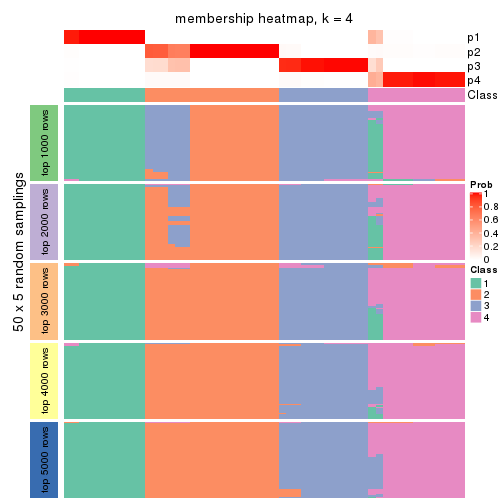 membership heatmap, k = 4
p1
p2
p3
p4
Class
50 x 5 random samplings
top 1000 rows
top 2000 rows
top 3000 rows
top 4000 rows
top 5000 rows
Prob
1
0.8
0.6
0.4
0.2
0
Class
1
2
3
4